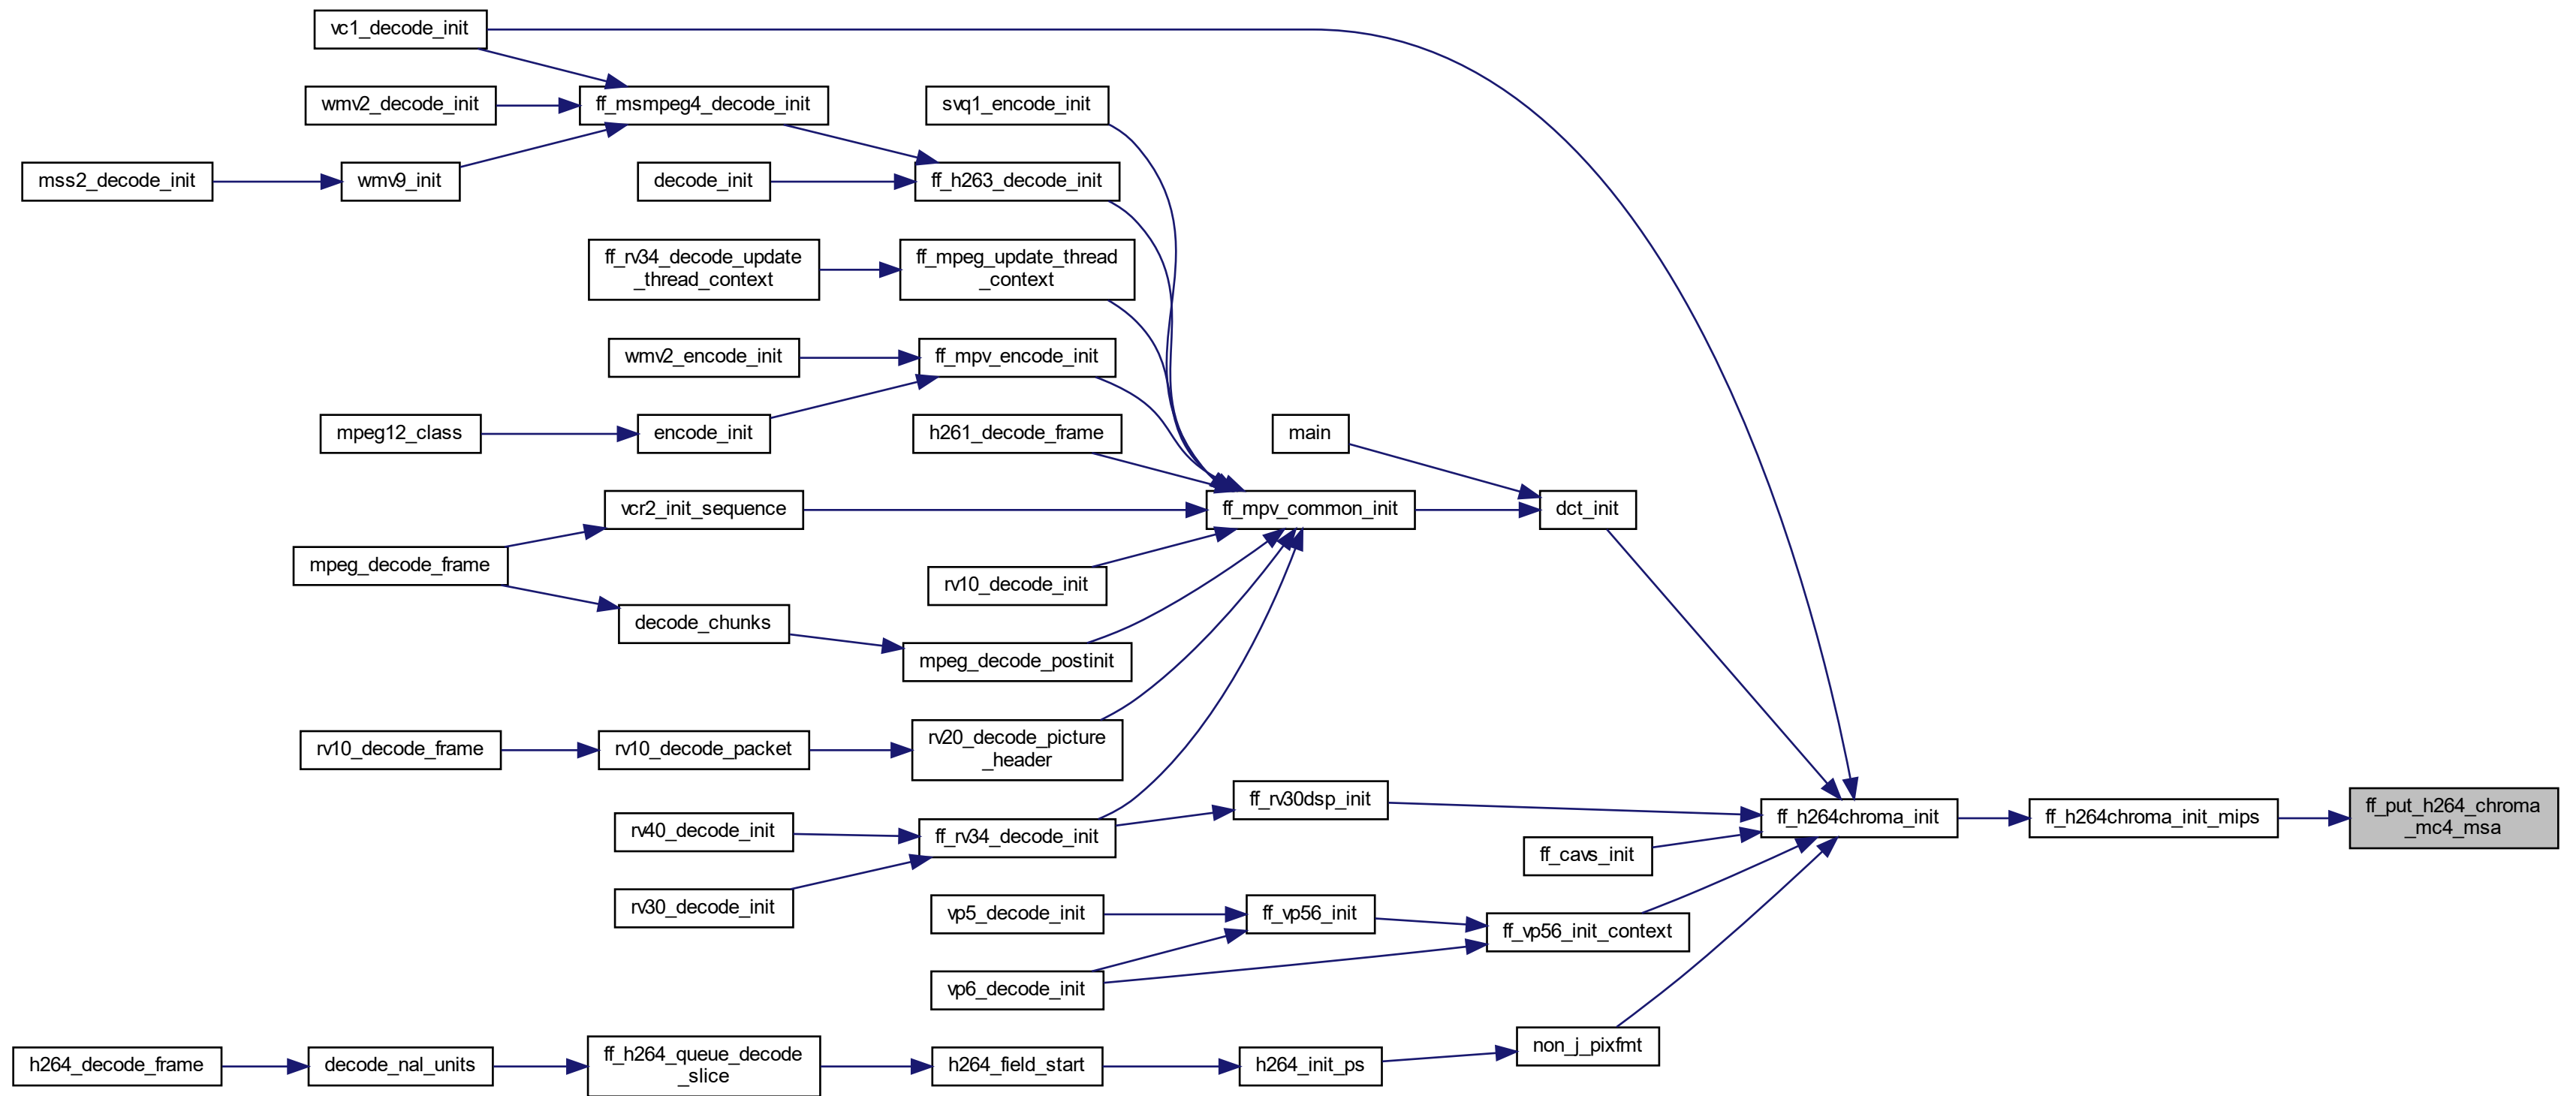 vc1_decode_init
wmv2_decode_init
ff_msmpeg4_decode_init
svq1_encode_init
mss2_decode_init
wmv9_init
decode_init
ff_h263_decode_init
ff_rv34_decode_update
_thread_context
ff_mpeg_update_thread
_context
wmv2_encode_init
ff_mpv_encode_init
mpeg12_class
encode_init
h261_decode_frame
main
vcr2_init_sequence
ff_mpv_common_init
dct_init
mpeg_decode_frame
rv10_decode_init
decode_chunks
mpeg_decode_postinit
rv10_decode_frame
rv10_decode_packet
rv20_decode_picture
_header
ff_rv30dsp_init
rv40_decode_init
ff_rv34_decode_init
ff_h264chroma_init
ff_h264chroma_init_mips
ff_put_h264_chroma
_mc4_msa
ff_cavs_init
rv30_decode_init
vp5_decode_init
ff_vp56_init
ff_vp56_init_context
vp6_decode_init
non_j_pixfmt
h264_decode_frame
decode_nal_units
ff_h264_queue_decode
_slice
h264_field_start
h264_init_ps